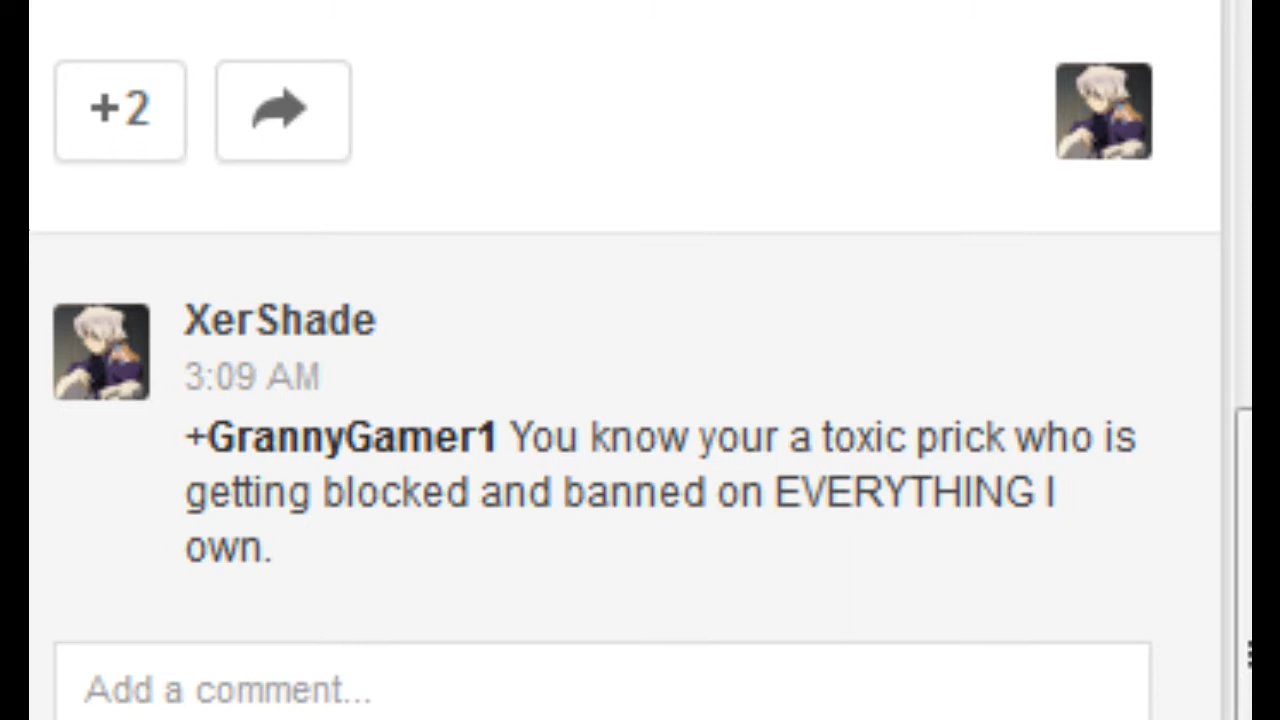 +2
XerShade
3:09 AM
+GrannyGamer1 You know your a toxic prick who is
getting blocked and banned on EVERYTHING I
own.
Add a comment...